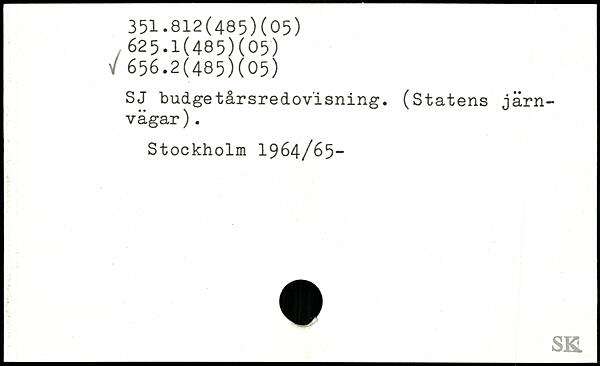 351.812(485)(05)
625.1(485)(05)
√ 656.2(485)(05)
SJ budgetårsredovisning. (Statens järn-
vägar).
Stockholm 1964/65-
SK